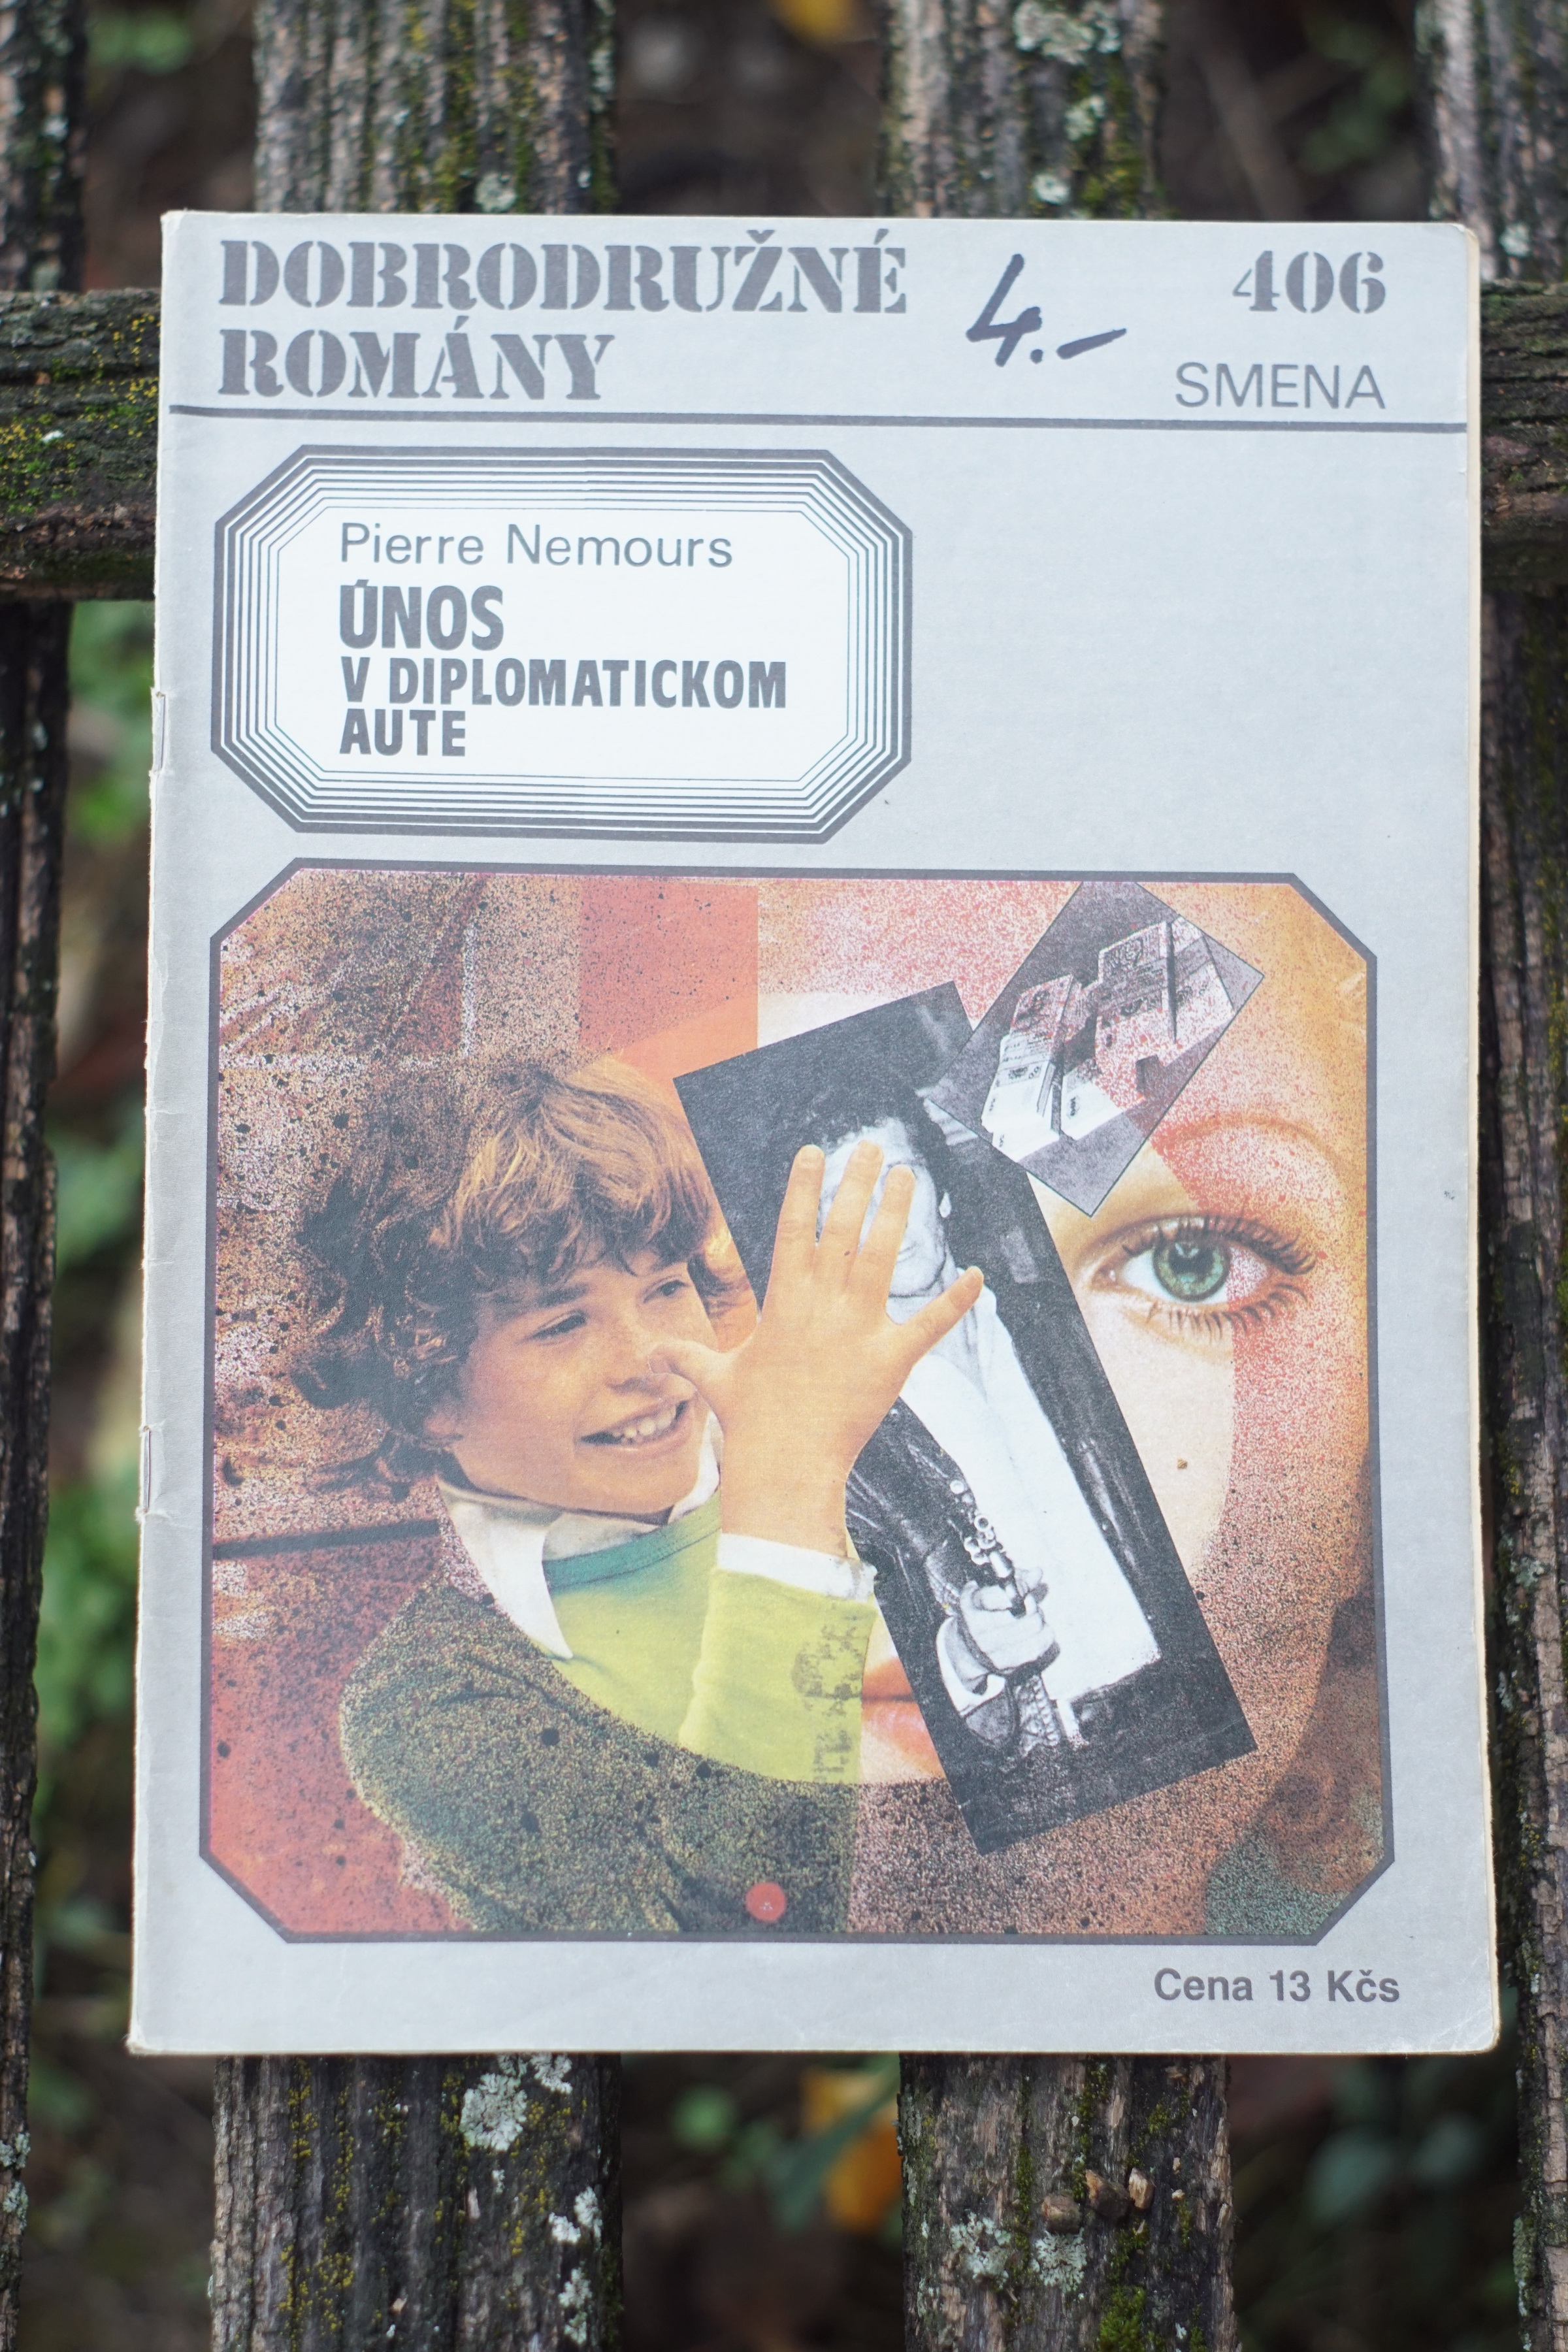 DOBRODRUŽNÉ
ROMÁNY
4.-
406
SMENA
Pierre Nemours
ÚNOS
V DIPLOMATICKOM
AUTE
Cena 13 Kčs